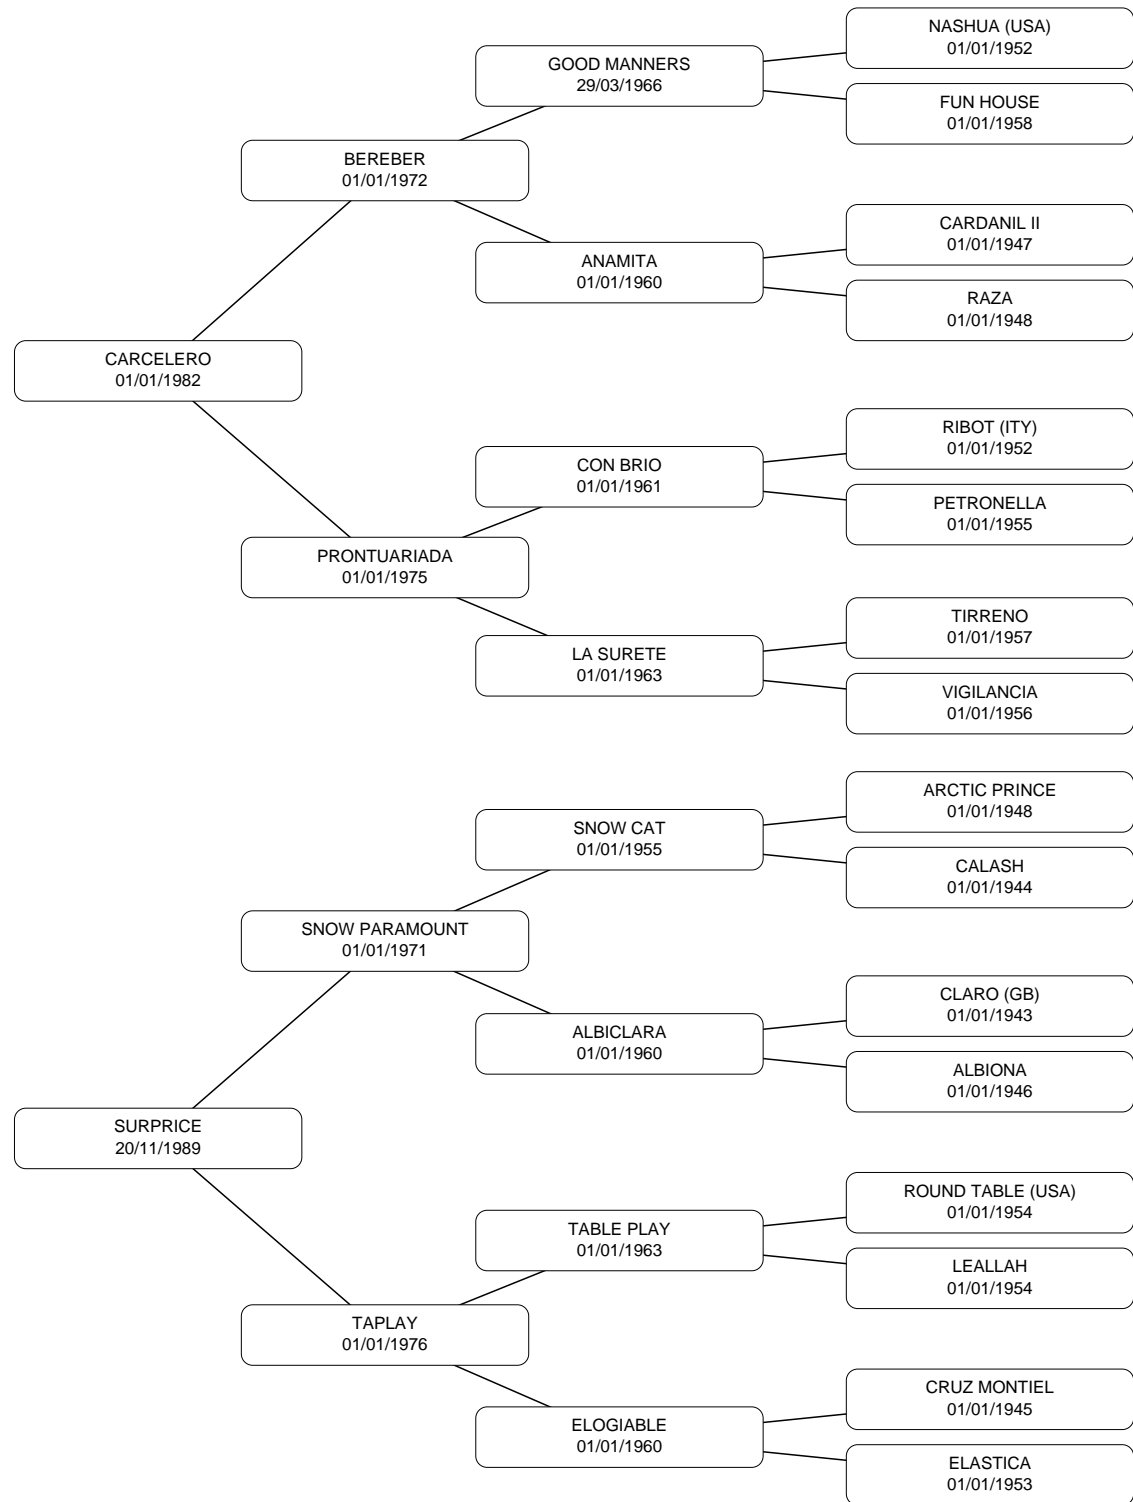 NASHUA (USA)
01/01/1952
GOOD MANNERS
29/03/1966
FUN HOUSE
01/01/1958
BEREBER
01/01/1972
CARDANIL II
01/01/1947
ANAMITA
01/01/1960
RAZA
01/01/1948
CARCELERO
01/01/1982
RIBOT (ITY)
01/01/1952
CON BRIO
01/01/1961
PETRONELLA
01/01/1955
PRONTUARIADA
01/01/1975
TIRRENO
01/01/1957
LA SURETE
01/01/1963
VIGILANCIA
01/01/1956
ARCTIC PRINCE
01/01/1948
SNOW CAT
01/01/1955
CALASH
01/01/1944
SNOW PARAMOUNT
01/01/1971
CLARO (GB)
01/01/1943
ALBICLARA
01/01/1960
ALBIONA
01/01/1946
SURPRICE
20/11/1989
ROUND TABLE (USA)
01/01/1954
TABLE PLAY
01/01/1963
LEALLAH
01/01/1954
TAPLAY
01/01/1976
CRUZ MONTIEL
01/01/1945
ELOGIABLE
01/01/1960
ELASTICA
01/01/1953